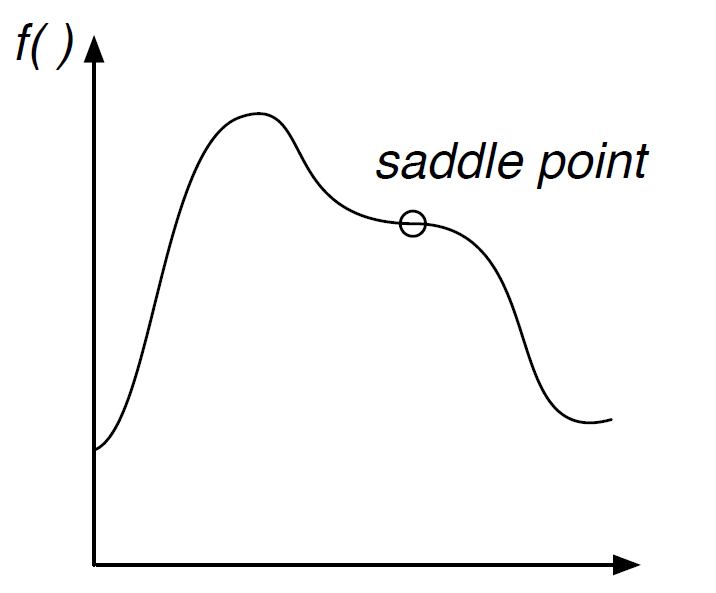 f( )
saddle point